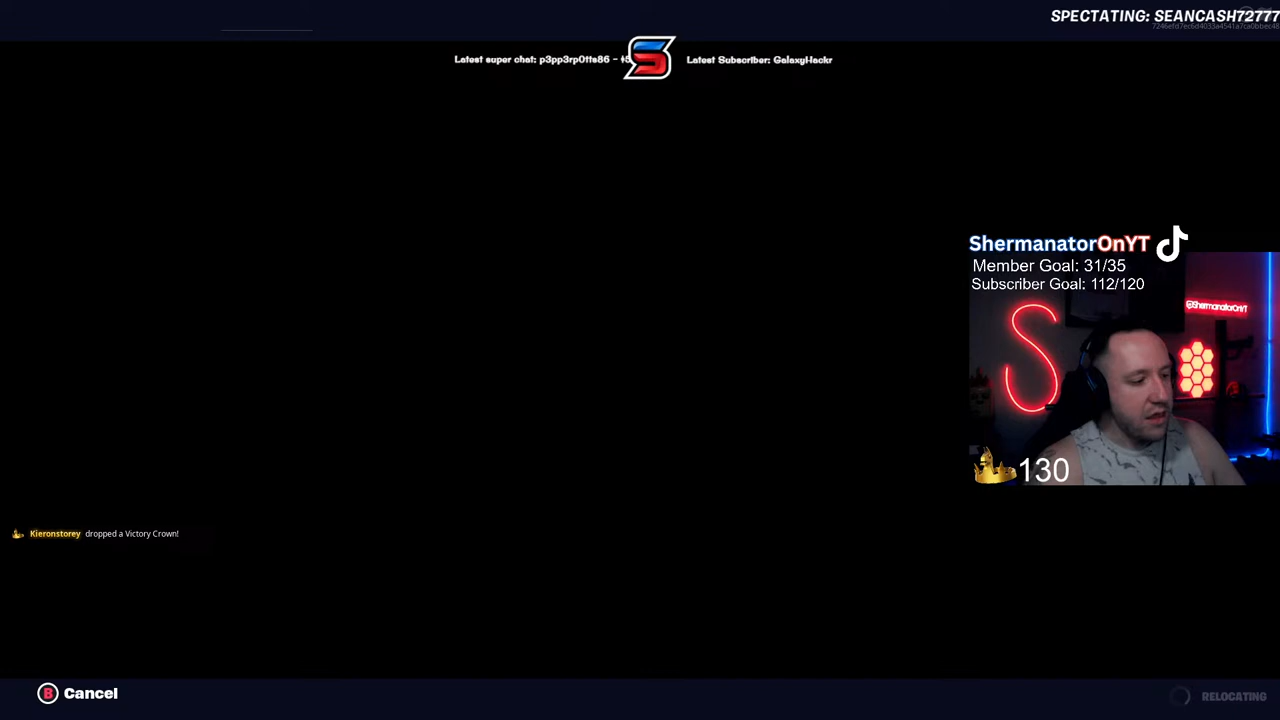 SPECTATING: SEANCASH72777
Latest super chat: p3pp3rp0tts86 -
Latest Subscriber: GalaxyHackr
ShermanatorOnYT
Member Goal: 31/35
Subscriber Goal: 112/120
@ShermanatorOnYT
S
130
Kieronstorey dropped a Victory Crown!
B Cancel
RELOCATING